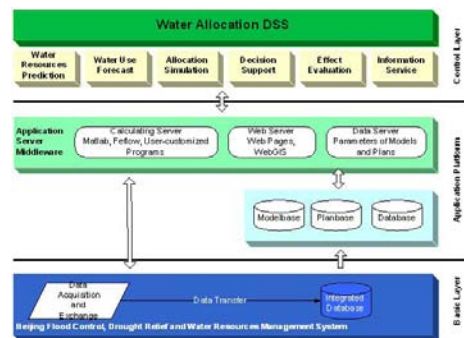 Water Allocation DSS
Water
Resources
Prediction
Water Use
Forecast
Allocation
Simulation
Decision
Support
Effect
Evaluation
Information
Service
Control Layer
Application
Server
Middleware
Calculating Server
Matlab, Feflow, User-customized
Programs
Web Server
Web Pages,
WebGIS
Data Server
Parameters of Models
and Plans
Modelbase
Planbase
Database
Application Platform
Data
Acquisition
and
Exchange
Data Transfer
Integrated
Database
Beijing Flood Control, Drought Relief and Water Resources Management System
Basic Layer